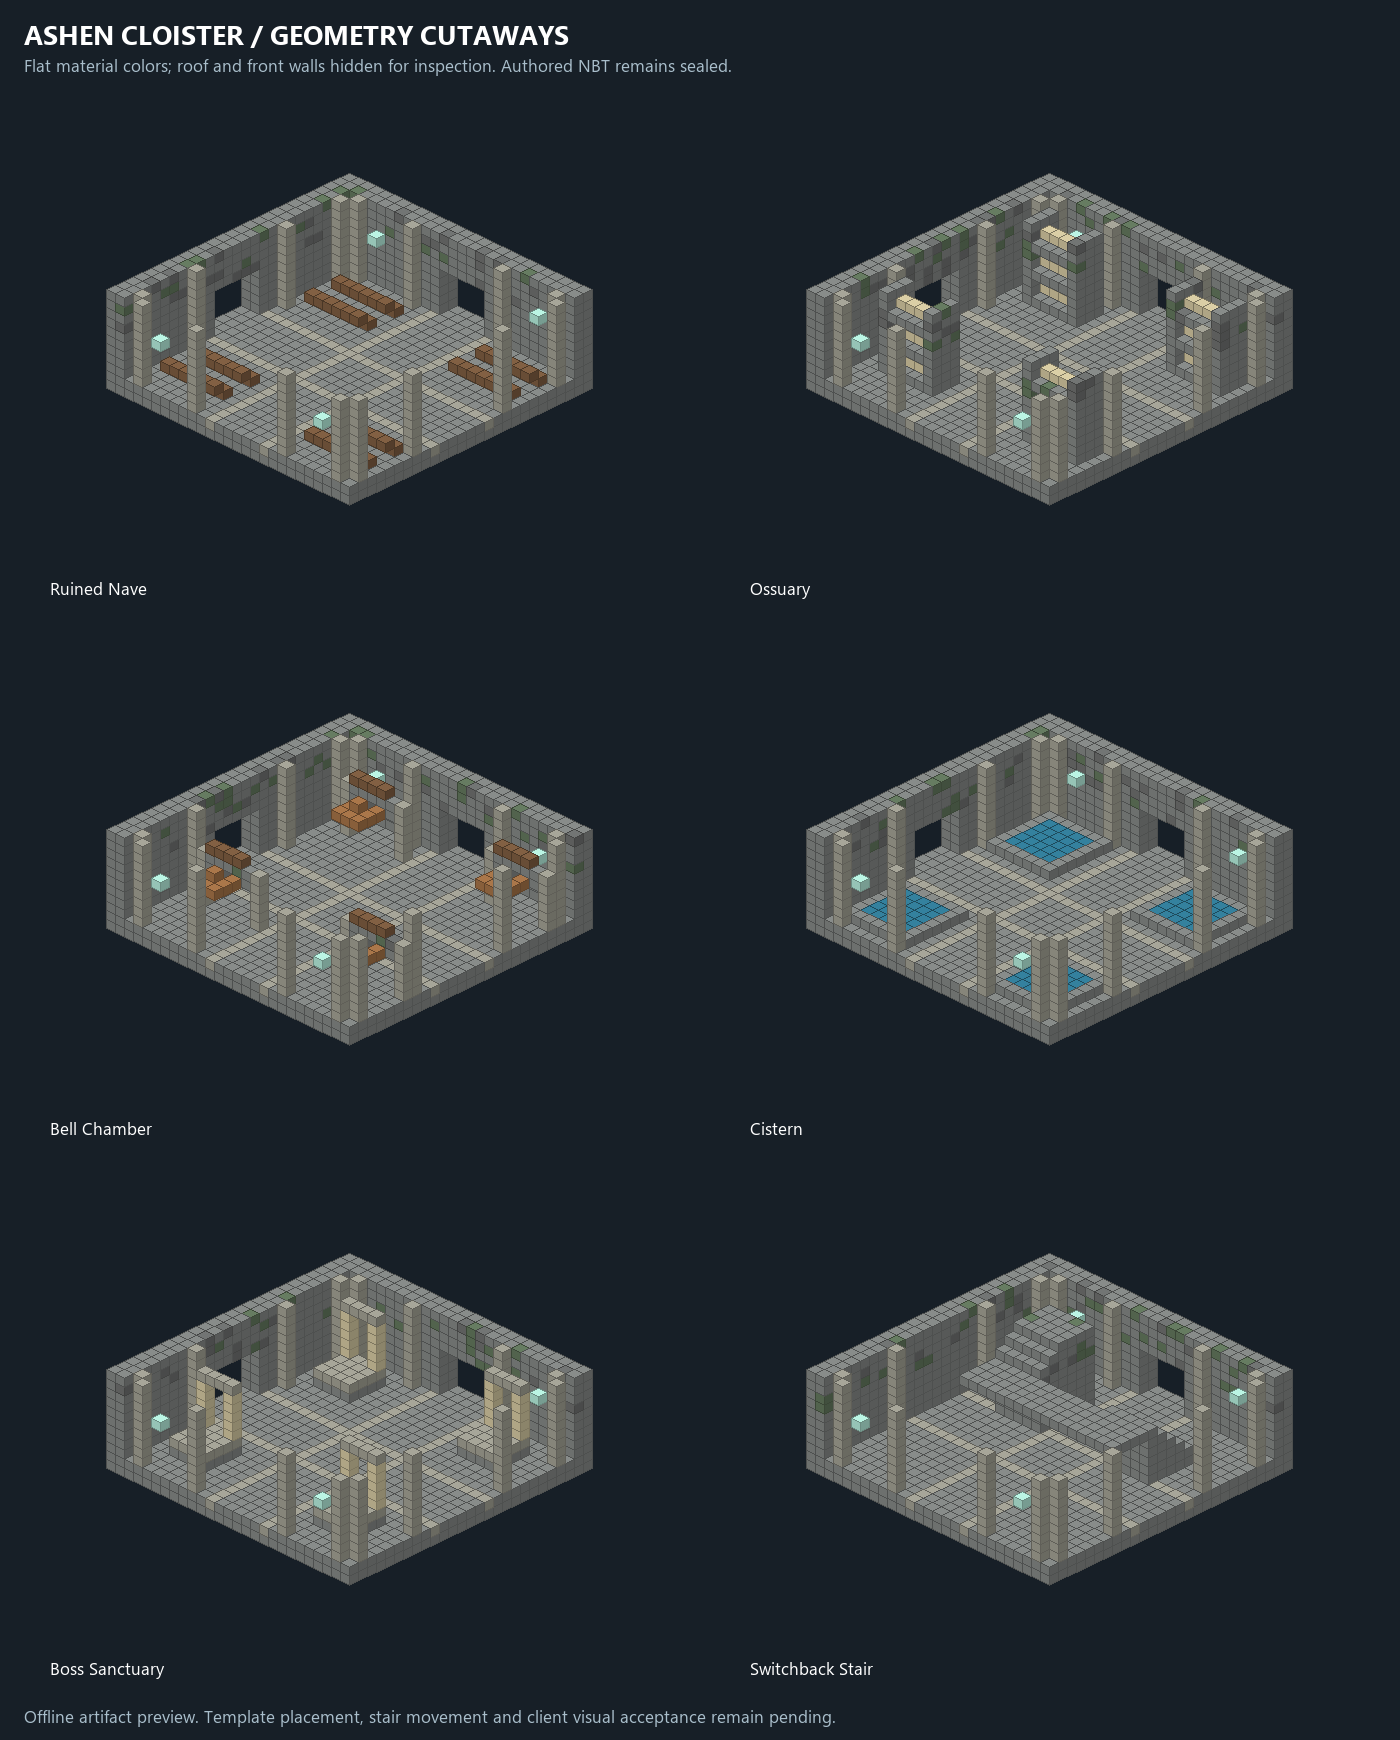 ASHEN CLOISTER / GEOMETRY CUTAWAYS
Flat material colors; roof and front walls hidden for inspection. Authored NBT remains sealed.
Ruined Nave
Ossuary
Bell Chamber
Cistern
Boss Sanctuary
Switchback Stair
Offline artifact preview. Template placement, stair movement and client visual acceptance remain pending.